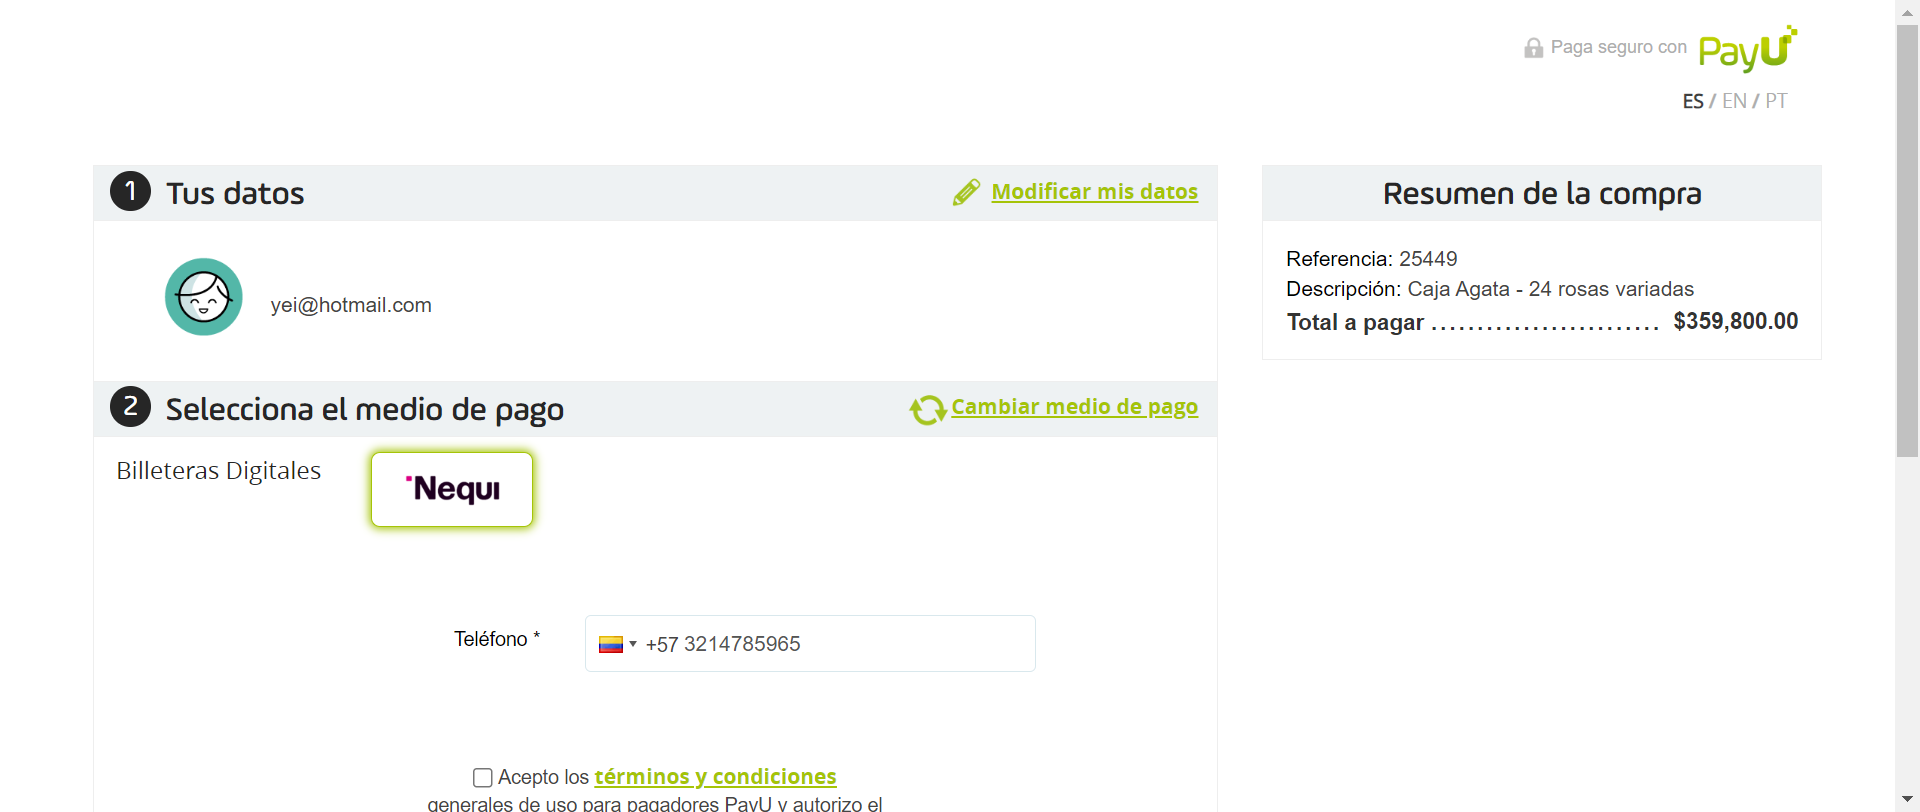 Paga seguro con PayU
ES / EN / PT
1 Tus datos
Modificar mis datos
yei@hotmail.com
2 Selecciona el medio de pago
Cambiar medio de pago
Billeteras Digitales
Nequi
Teléfono *
+57 3214785965
Acepto los términos y condiciones
generales de uso para pagadores PayU y autorizo el
Resumen de la compra
Referencia: 25449
Descripción: Caja Agata - 24 rosas variadas
Total a pagar ......................... $359,800.00